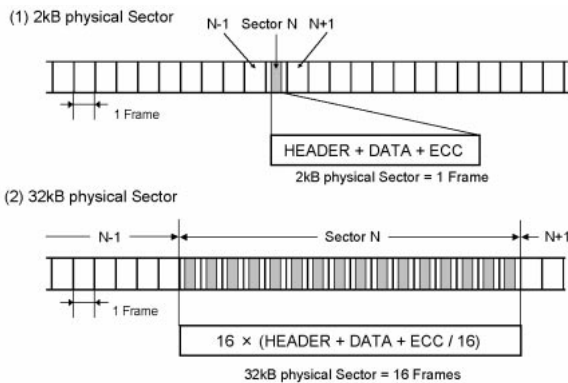 (1) 2kB physical Sector
N-1 Sector N N+1
1 Frame
HEADER + DATA + ECC
2kB physical Sector = 1 Frame
(2) 32kB physical Sector
N-1 Sector N N+1
1 Frame
16 × (HEADER + DATA + ECC / 16)
32kB physical Sector = 16 Frames